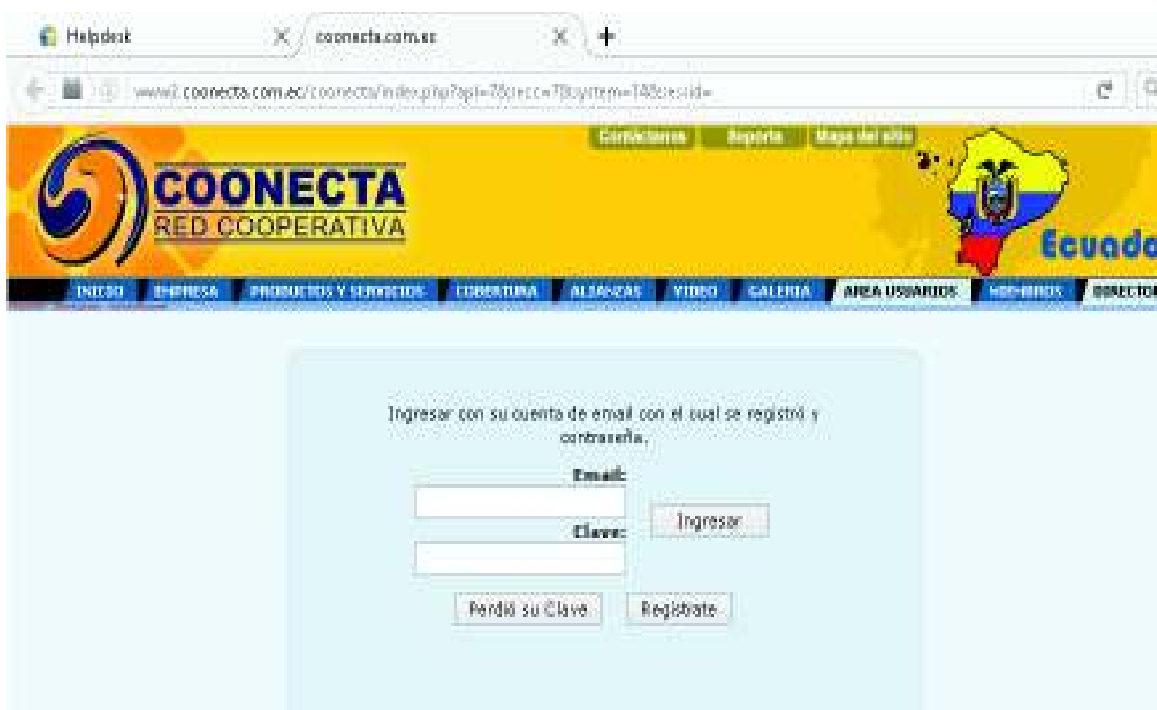 Helpdesk
coonecta.com.ec
Contáctenos Soporte Mapa del sitio
COONECTA
RED COOPERATIVA
Ecuado
INICIO EMPRESA PRODUCTOS Y SERVICIOS COBERTURA ALIANZAS VIDEO GALERIA AREA USUARIOS DIRECTOR
Ingresar con su cuenta de email con el cual se registró y
contraseña.
Email:
Ingresar
Clave:
Perdió su Clave Registrate